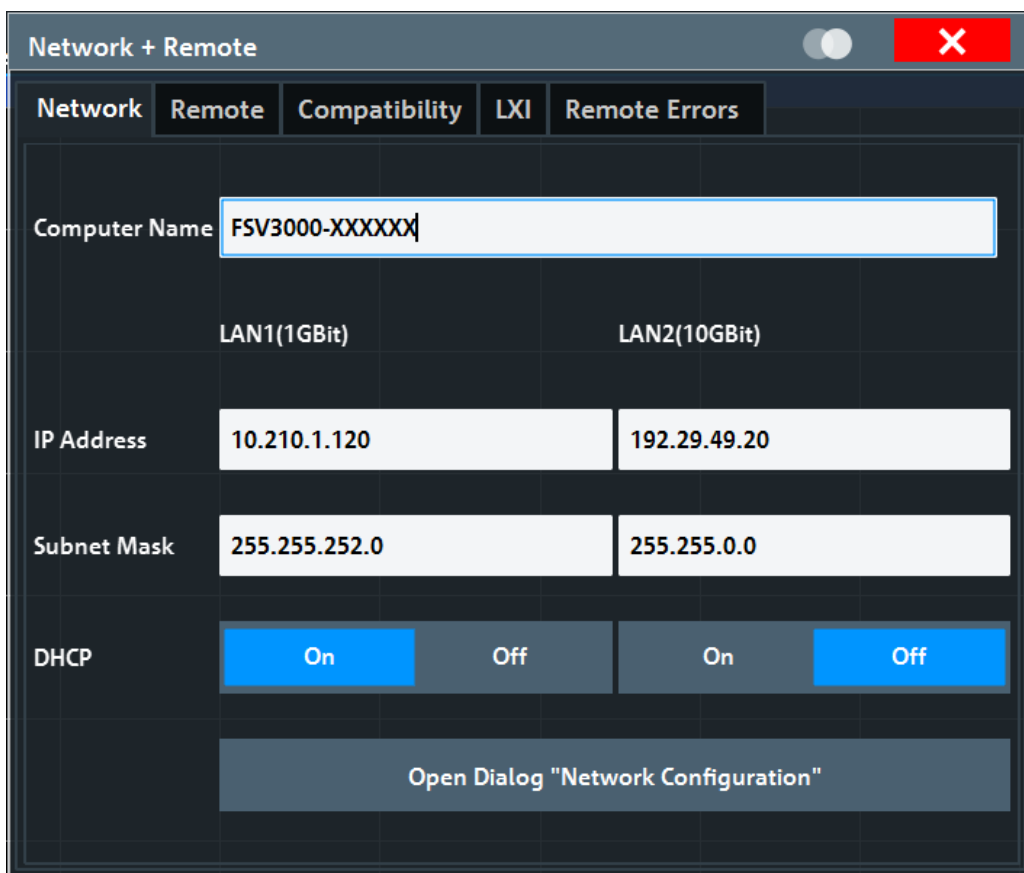 Network + Remote
Network Remote Compatibility LXI Remote Errors
Computer Name FSV3000-XXXXXX
LAN1(1GBit) LAN2(10GBit)
IP Address 10.210.1.120 192.29.49.20
Subnet Mask 255.255.252.0 255.255.0.0
DHCP On Off On Off
Open Dialog "Network Configuration"